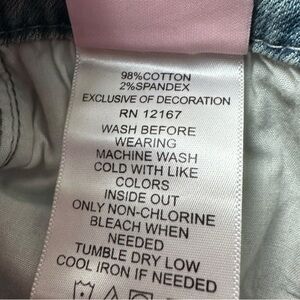 98%COTTON
2%SPANDEX
EXCLUSIVE OF DECORATION
RN 12167
WASH BEFORE
WEARING
MACHINE WASH
COLD WITH LIKE
COLORS
INSIDE OUT
ONLY NON-CHLORINE
BLEACH WHEN
NEEDED
TUMBLE DRY LOW
COOL IRON IF NEEDED